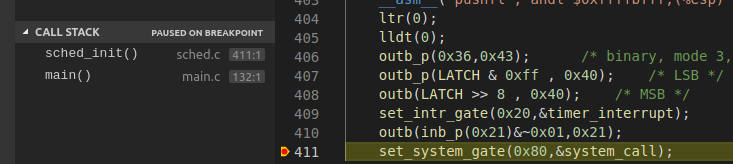 CALL STACK PAUSED ON BREAKPOINT
sched_init() sched.c 411:1
main() main.c 132:1
403 __asm__("pushfl ; andl $0xffffbfff,(%esp)
404 ltr(0);
405 lldt(0);
406 outb_p(0x36,0x43); /* binary, mode 3,
407 outb_p(LATCH & 0xff , 0x40); /* LSB */
408 outb(LATCH >> 8 , 0x40); /* MSB */
409 set_intr_gate(0x20,&timer_interrupt);
410 outb(inb_p(0x21)&~0x01,0x21);
411 set_system_gate(0x80,&system_call);